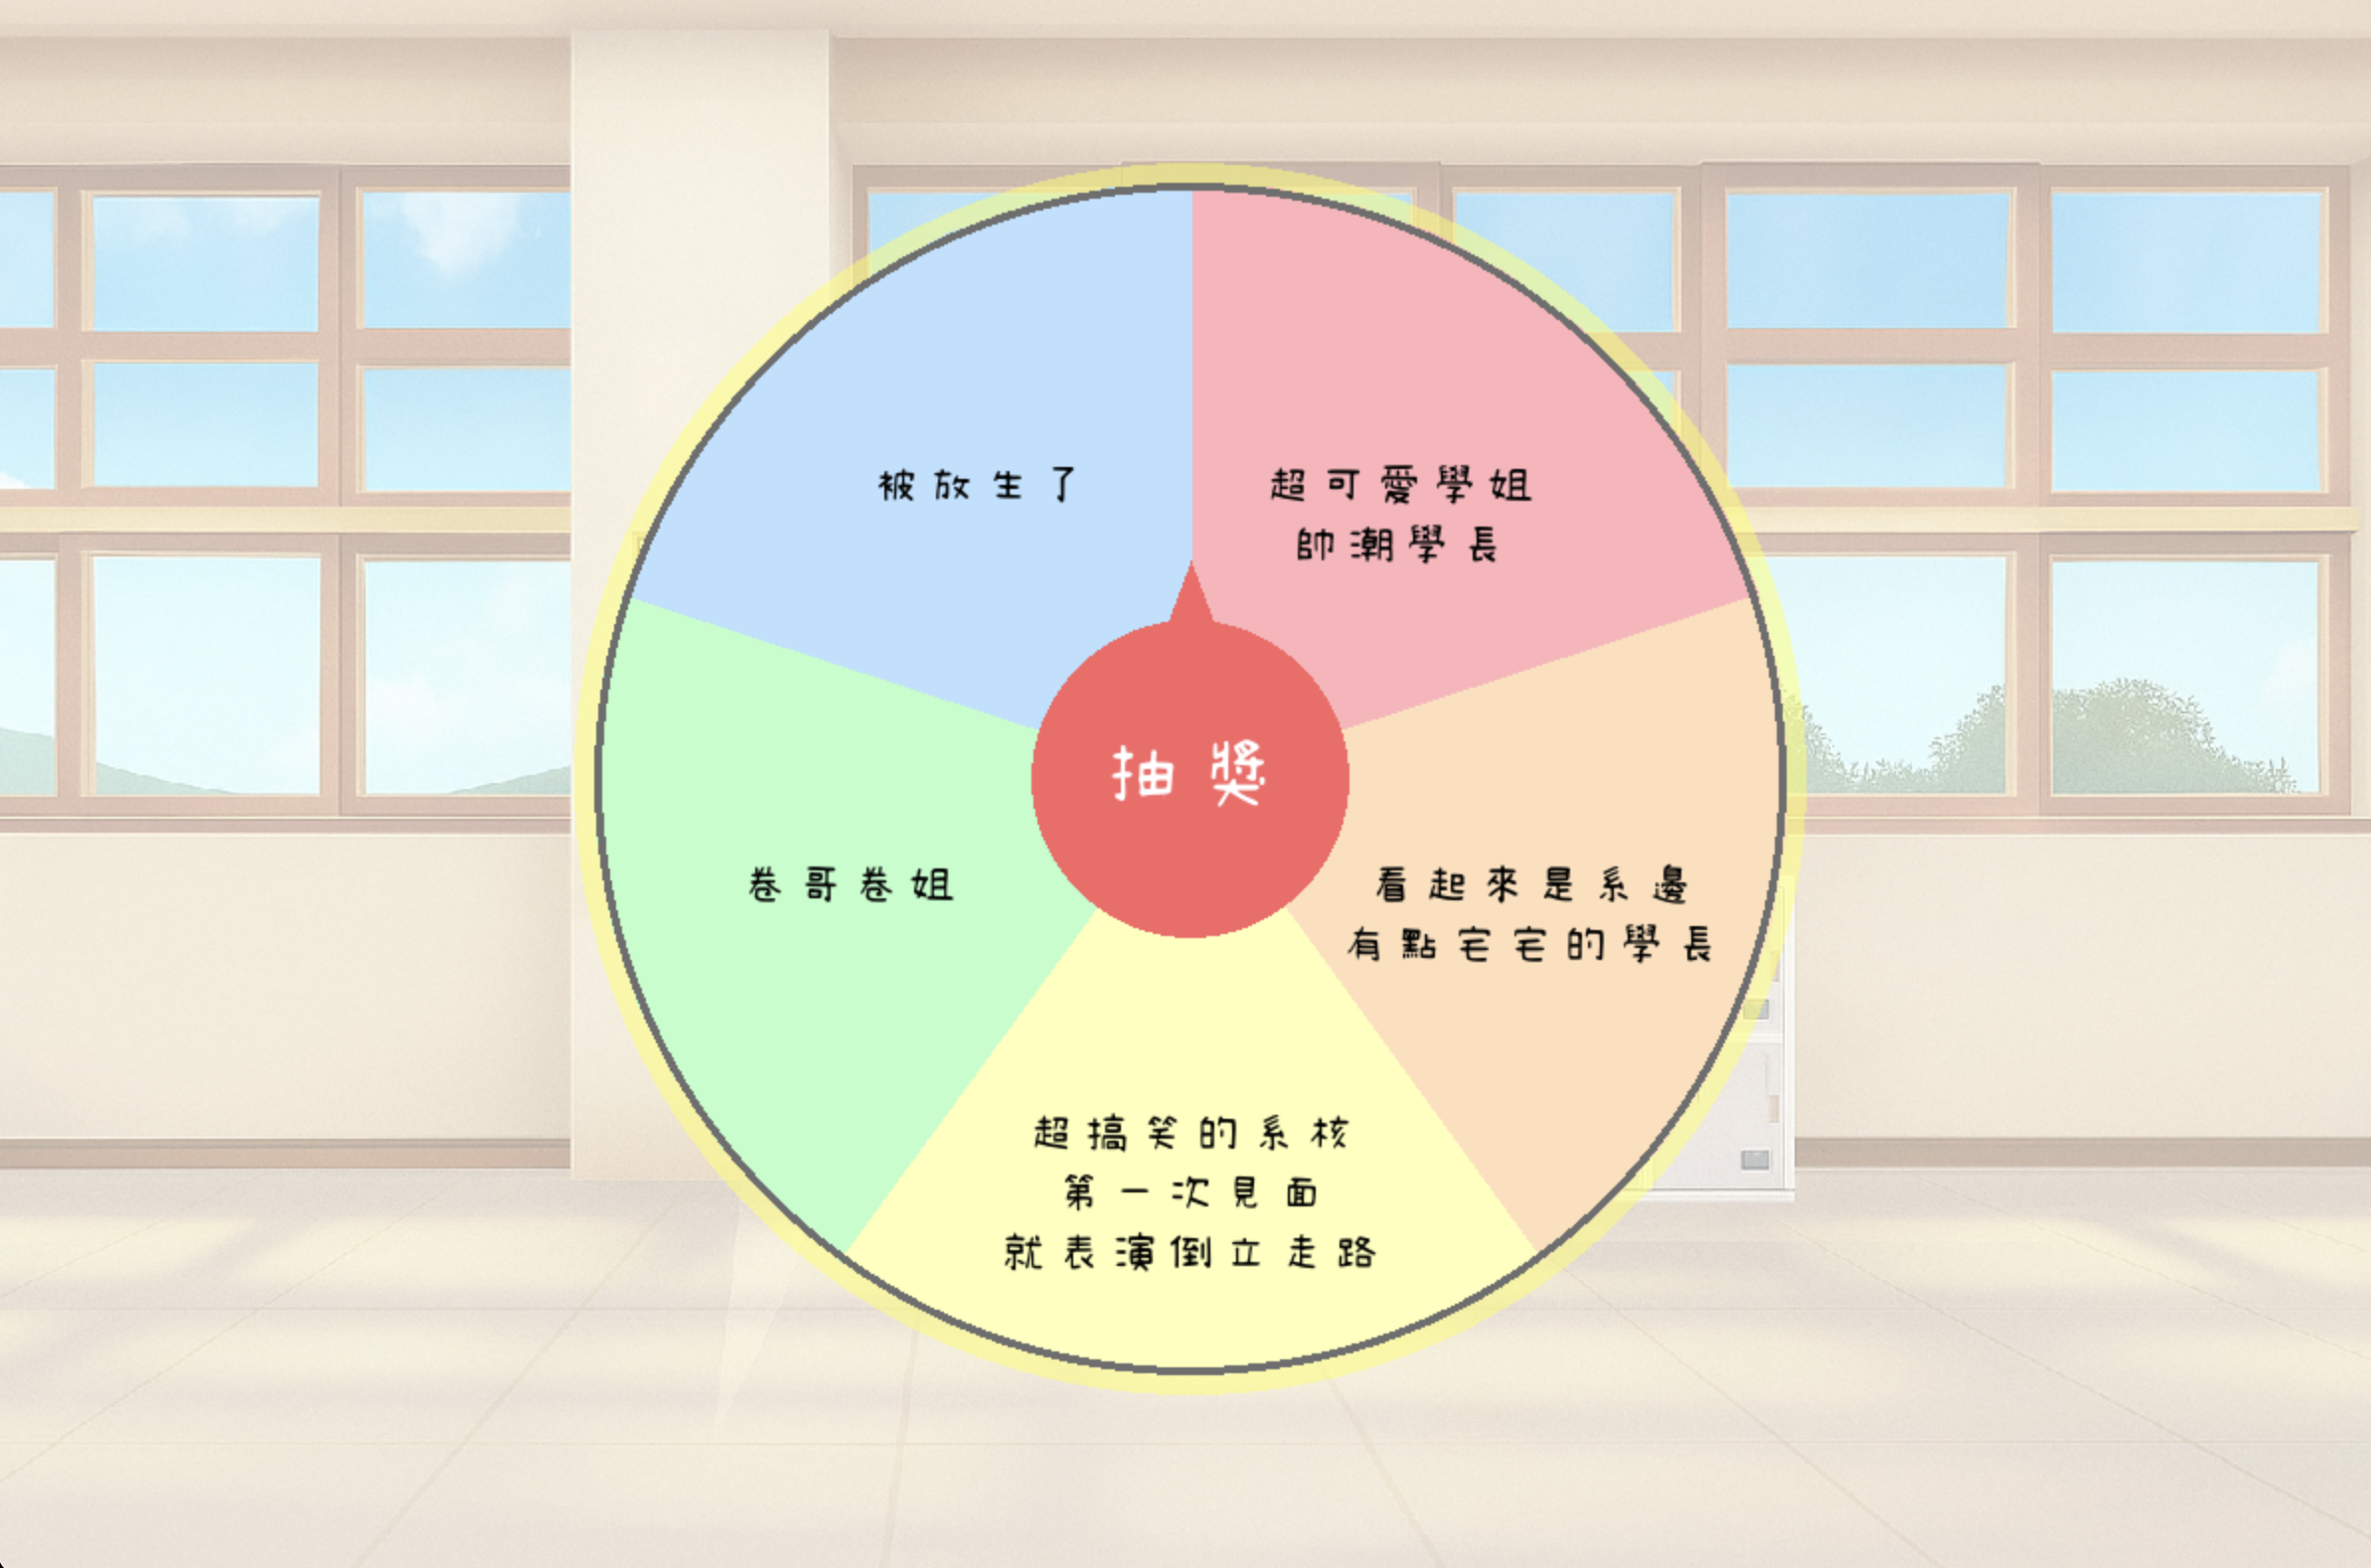 被放生了
超可愛學姐
帥潮學長
抽獎
卷哥卷姐
看起來是系邊
有點宅宅的學長
超搞笑的系核
第一次見面
就表演倒立走路